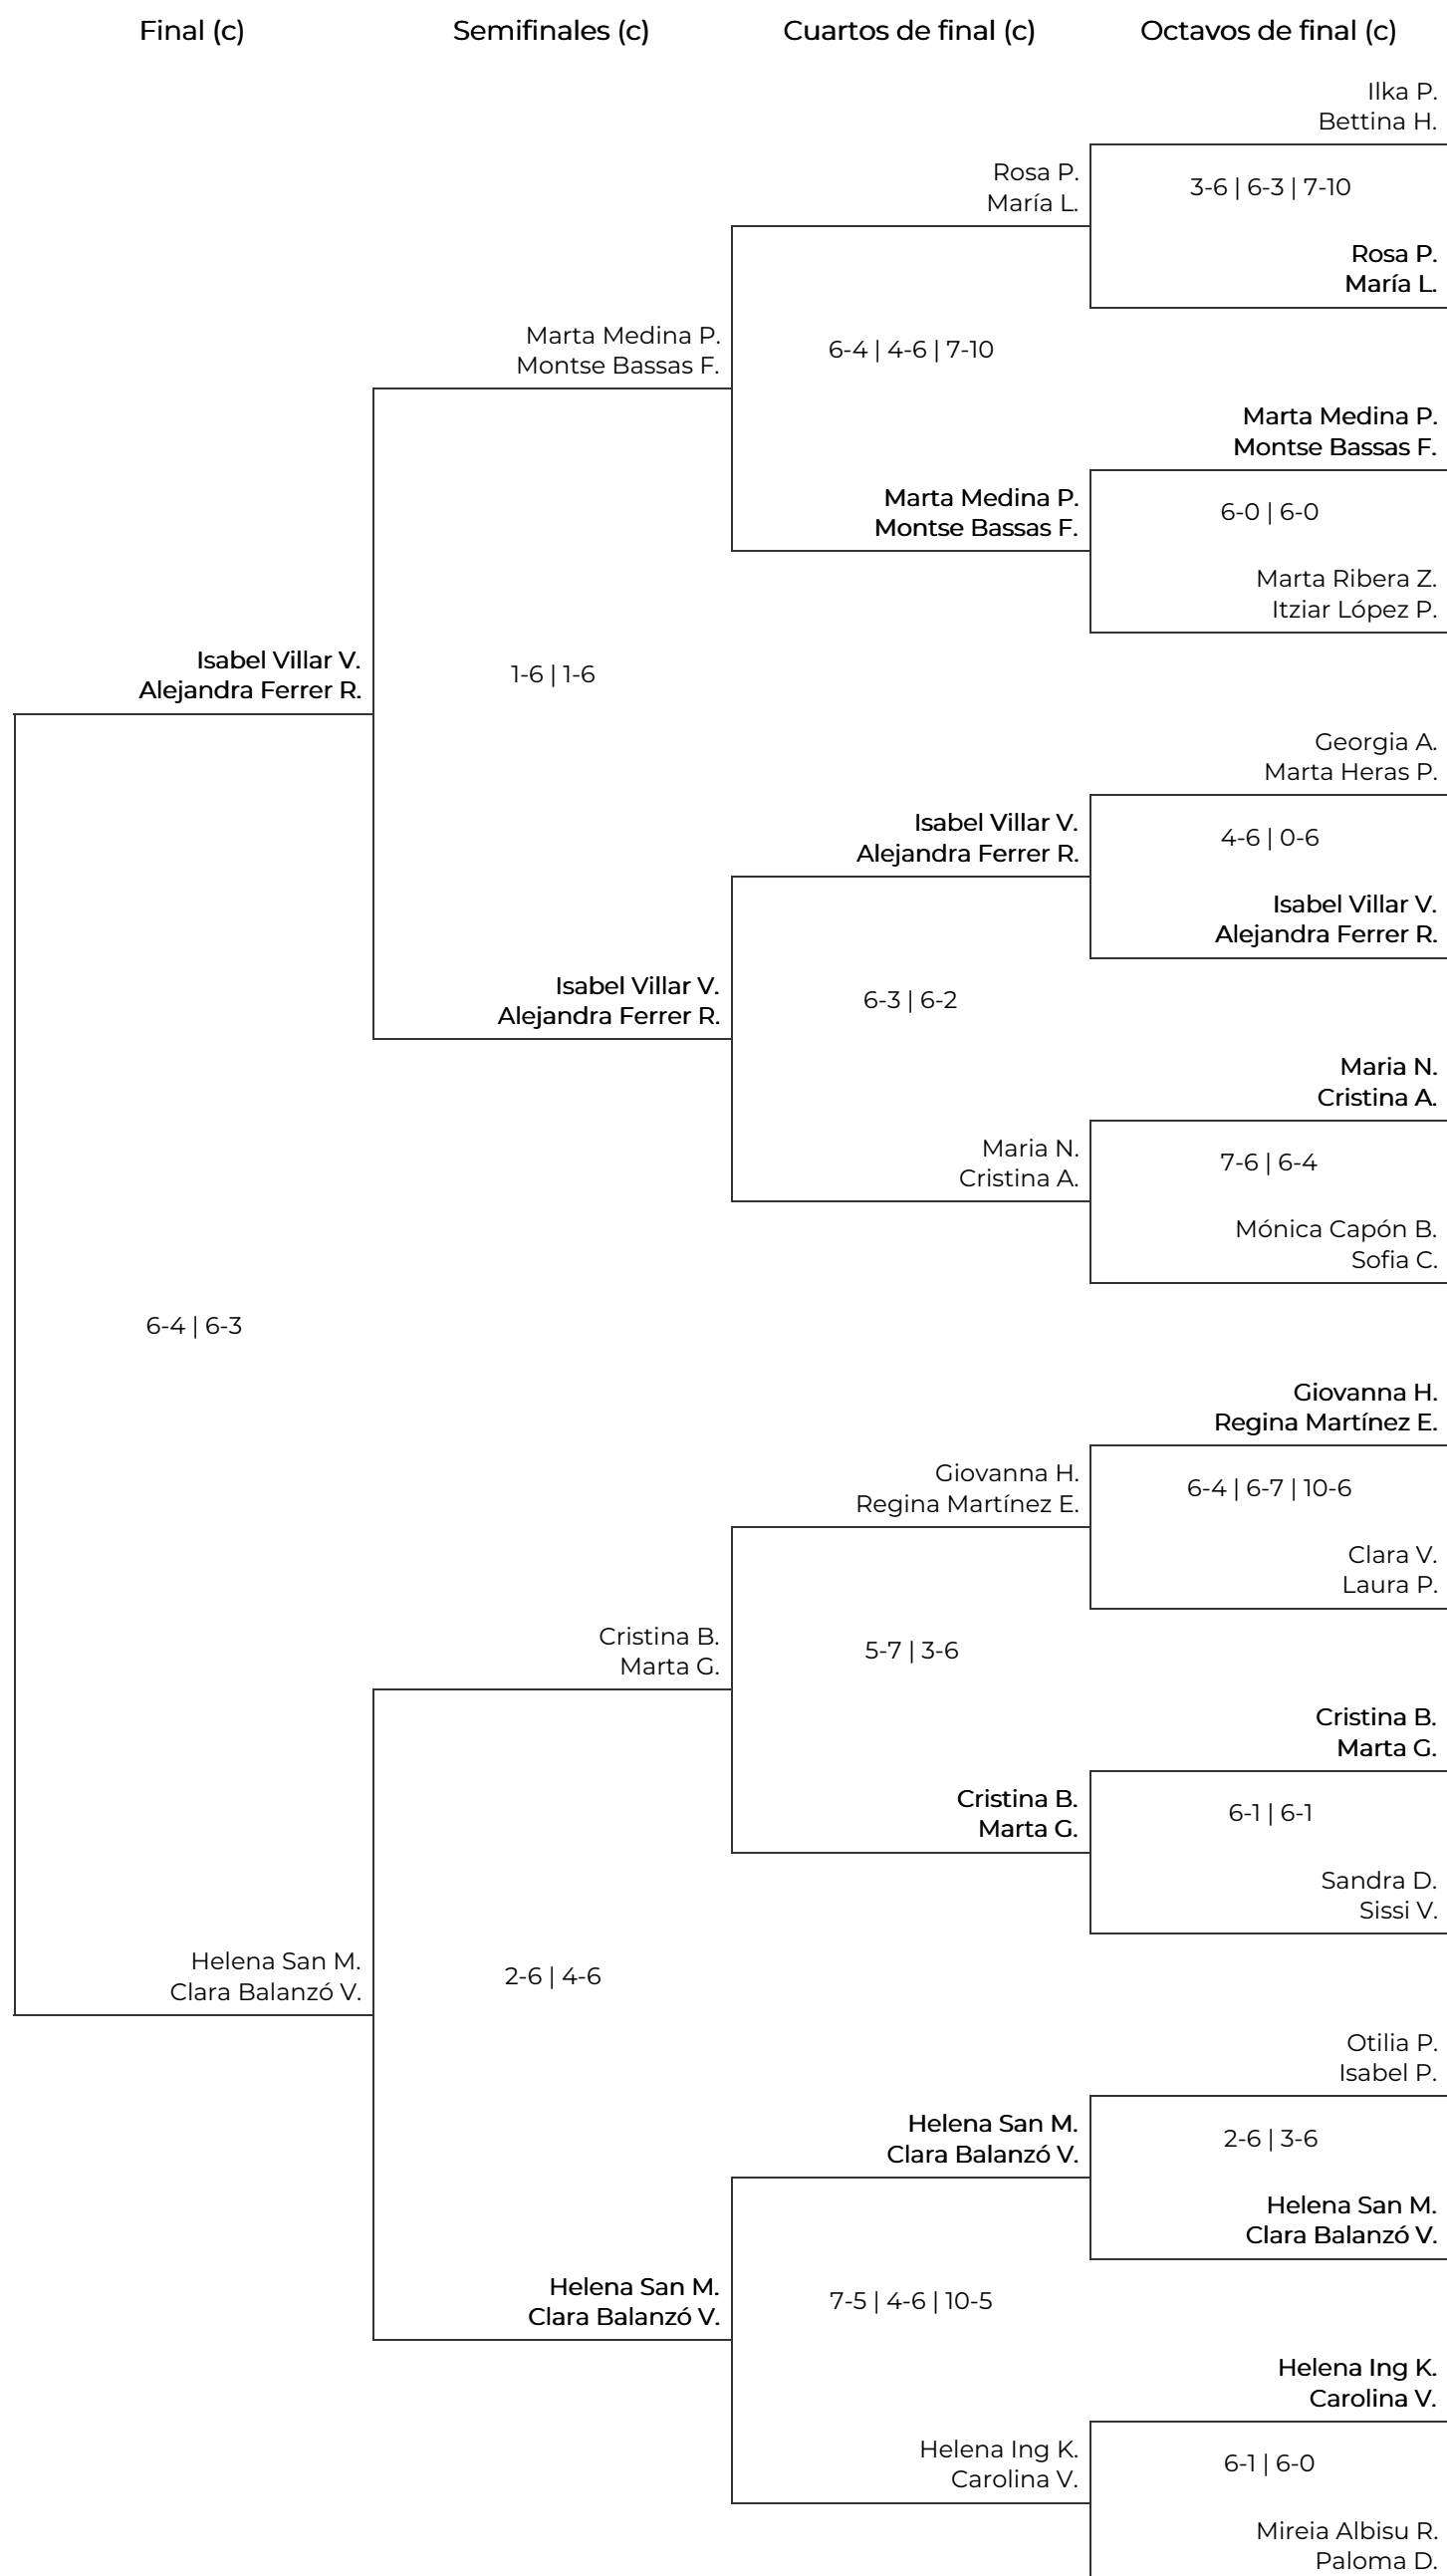 Final (c)
Semifinales (c)
Cuartos de final (c)
Octavos de final (c)
Ilka P.
Bettina H.
Rosa P.
María L.
3-6 | 6-3 | 7-10
Rosa P.
María L.
Marta Medina P.
Montse Bassas F.
6-4 | 4-6 | 7-10
Marta Medina P.
Montse Bassas F.
Marta Medina P.
Montse Bassas F.
6-0 | 6-0
Marta Ribera Z.
Itziar López P.
Isabel Villar V.
Alejandra Ferrer R.
1-6 | 1-6
Georgia A.
Marta Heras P.
Isabel Villar V.
Alejandra Ferrer R.
4-6 | 0-6
Isabel Villar V.
Alejandra Ferrer R.
Isabel Villar V.
Alejandra Ferrer R.
6-3 | 6-2
Maria N.
Cristina A.
Maria N.
Cristina A.
7-6 | 6-4
Mónica Capón B.
Sofia C.
6-4 | 6-3
Giovanna H.
Regina Martínez E.
Giovanna H.
Regina Martínez E.
6-4 | 6-7 | 10-6
Clara V.
Laura P.
Cristina B.
Marta G.
5-7 | 3-6
Cristina B.
Marta G.
Cristina B.
Marta G.
6-1 | 6-1
Sandra D.
Sissi V.
Helena San M.
Clara Balanzó V.
2-6 | 4-6
Otilia P.
Isabel P.
Helena San M.
Clara Balanzó V.
2-6 | 3-6
Helena San M.
Clara Balanzó V.
Helena San M.
Clara Balanzó V.
7-5 | 4-6 | 10-5
Helena Ing K.
Carolina V.
Helena Ing K.
Carolina V.
6-1 | 6-0
Mireia Albisu R.
Paloma D.